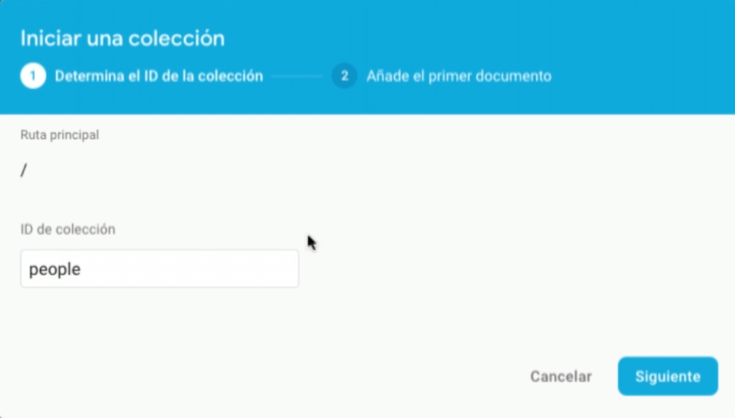 Iniciar una colección
1 Determina el ID de la colección 2 Añade el primer documento
Ruta principal
/
ID de colección
people
Cancelar Siguiente